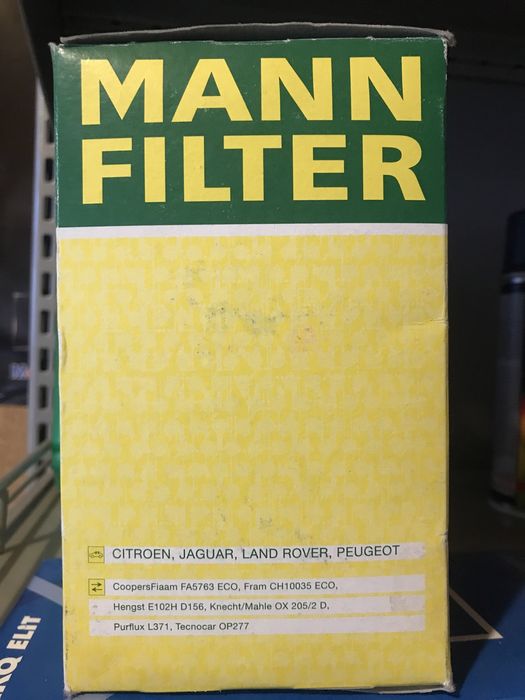 MANN
FILTER
CITROEN, JAGUAR, LAND ROVER, PEUGEOT
CoopersFiaam FA5763 ECO, Fram CH10035 ECO,
Hengst E102H D156, Knecht/Mahle OX 205/2 D,
Purflux L371, Tecnocar OP277
ELIT